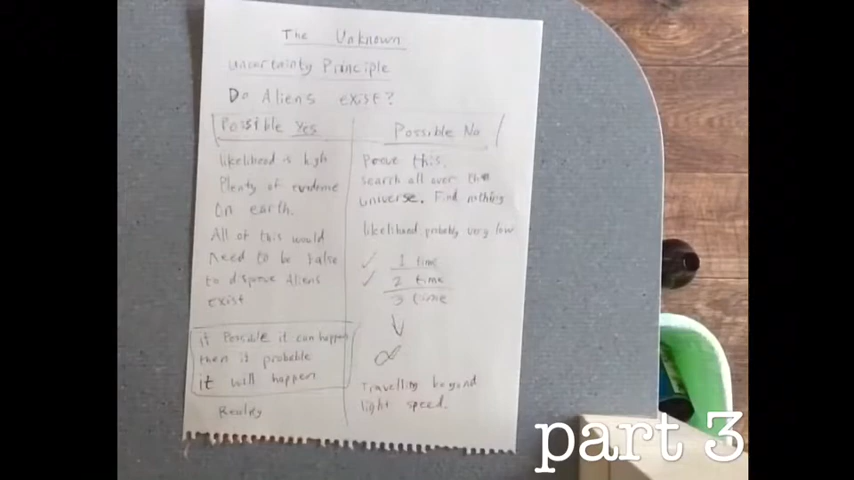 The Unknown
Uncertainty Principle
Do Aliens exist?
Possible Yes
likelihood is high
Plenty of evidence
on earth.
All of this would
need to be false
to disprove Aliens
exist
if Possible it can happen
then it probable
it will happen
Reality
Possible No
Prove this.
Search all over the
universe. Find nothing
likelihood probably very low
✓ 1 time
✓ 2 time
3 time
↓
∞
Travelling beyond
light speed.
part 3